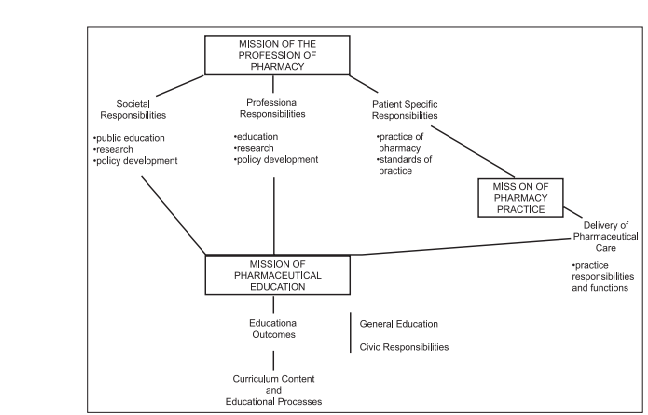 MISSION OF THE
PROFESSION OF
PHARMACY
Societal
Responsibilities
•public education
•research
•policy development
Professiona
Responsibilities
•education
•research
•policy development
Patient Specific
Responsibilities
•practice of
pharmacy
•standards of
practice
MISSION OF
PHARMACY
PRACTICE
Delivery of
Pharmaceutical
Care
•practice
responsibilities
and functions
MISSION OF
PHARMACEUTICAL
EDUCATION
Educationa
Outcomes
General Education
Civic Responsibilities
Curriculum Content
and
Educational Processes